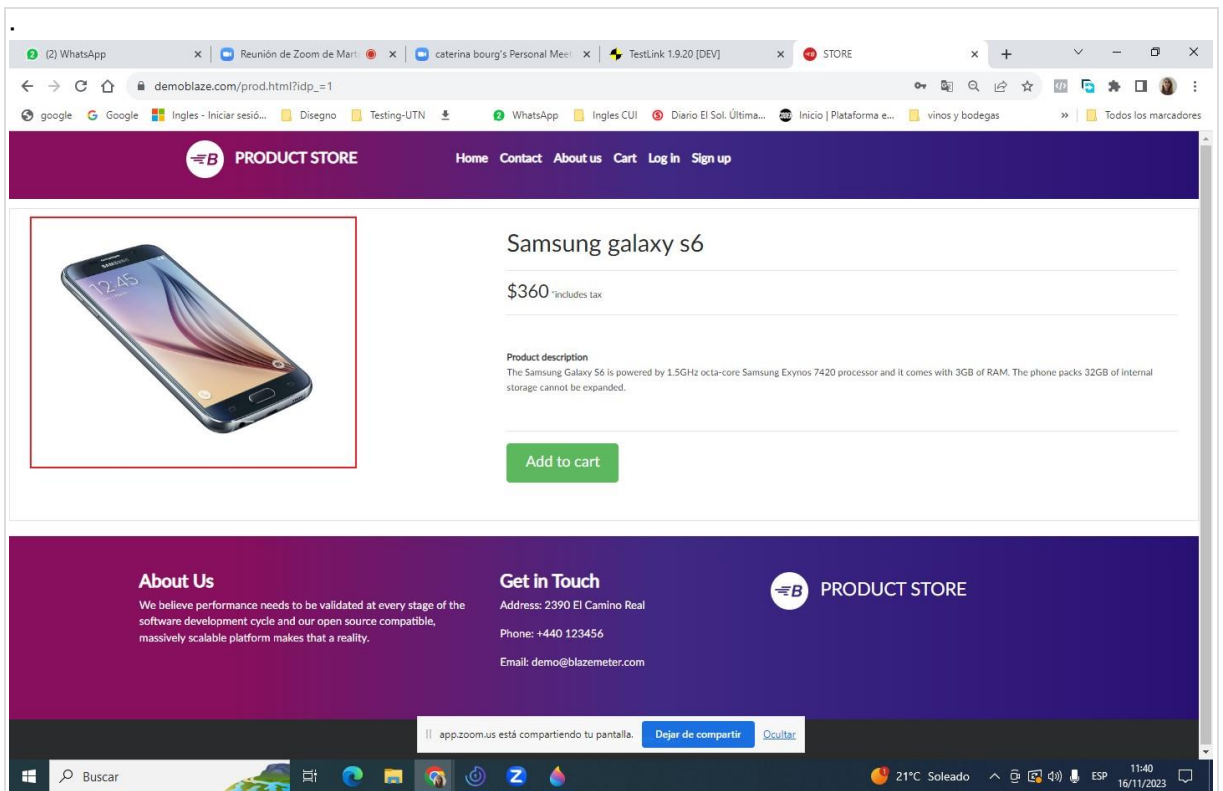 .
2 (2) WhatsApp
Reunión de Zoom de Mart
caterina bourg's Personal Mee
TestLink 1.9.20 [DEV]
STORE
demoblaze.com/prod.html?idp_=1
google Google Ingles - Iniciar sesió... Disegno Testing-UTN WhatsApp Ingles CUI Diario El Sol. Última... Inicio | Plataforma e... vinos y bodegas » Todos los marcadores
B PRODUCT STORE Home Contact About us Cart Log in Sign up
SAMSUNG
12:45
Samsung galaxy s6
$360 *includes tax
Product description
The Samsung Galaxy S6 is powered by 1.5GHz octa-core Samsung Exynos 7420 processor and it comes with 3GB of RAM. The phone packs 32GB of internal
storage cannot be expanded.
Add to cart
About Us
We believe performance needs to be validated at every stage of the
software development cycle and our open source compatible,
massively scalable platform makes that a reality.
Get in Touch
Address: 2390 El Camino Real
Phone: +440 123456
Email: demo@blazemeter.com
B PRODUCT STORE
app.zoom.us está compartiendo tu pantalla. Dejar de compartir Ocultar
Buscar
21°C Soleado ESP 11:40
16/11/2023